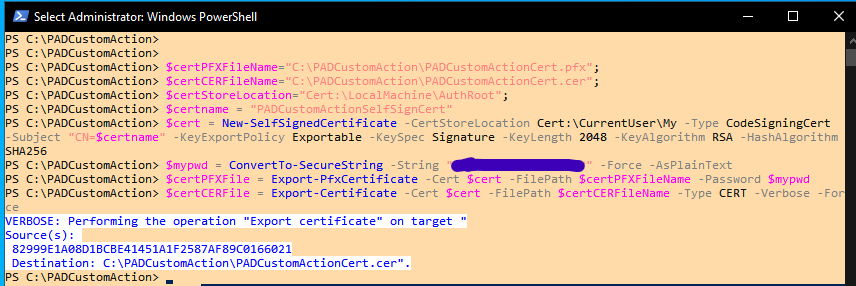 Select Administrator: Windows PowerShell
PS C:\PADCustomAction>
PS C:\PADCustomAction>
PS C:\PADCustomAction> $certPFXFileName="C:\PADCustomAction\PADCustomActionCert.pfx";
PS C:\PADCustomAction> $certCERFileName="C:\PADCustomAction\PADCustomActionCert.cer";
PS C:\PADCustomAction> $certStoreLocation="Cert:\LocalMachine\AuthRoot";
PS C:\PADCustomAction> $certname = "PADCustomActionSelfSignCert"
PS C:\PADCustomAction> $cert = New-SelfSignedCertificate -CertStoreLocation Cert:\CurrentUser\My -Type CodeSigningCert
-Subject "CN=$certname" -KeyExportPolicy Exportable -KeySpec Signature -KeyLength 2048 -KeyAlgorithm RSA -HashAlgorithm
SHA256
PS C:\PADCustomAction> $mypwd = ConvertTo-SecureString -String "" -Force -AsPlainText
PS C:\PADCustomAction> $certPFXFile = Export-PfxCertificate -Cert $cert -FilePath $certPFXFileName -Password $mypwd
PS C:\PADCustomAction> $certCERFile = Export-Certificate -Cert $cert -FilePath $certCERFileName -Type CERT -Verbose -For
ce
VERBOSE: Performing the operation "Export certificate" on target "
Source(s):
82999E1A08D1BCBE41451A1F2587AF89C0166021
Destination: C:\PADCustomAction\PADCustomActionCert.cer".
PS C:\PADCustomAction>